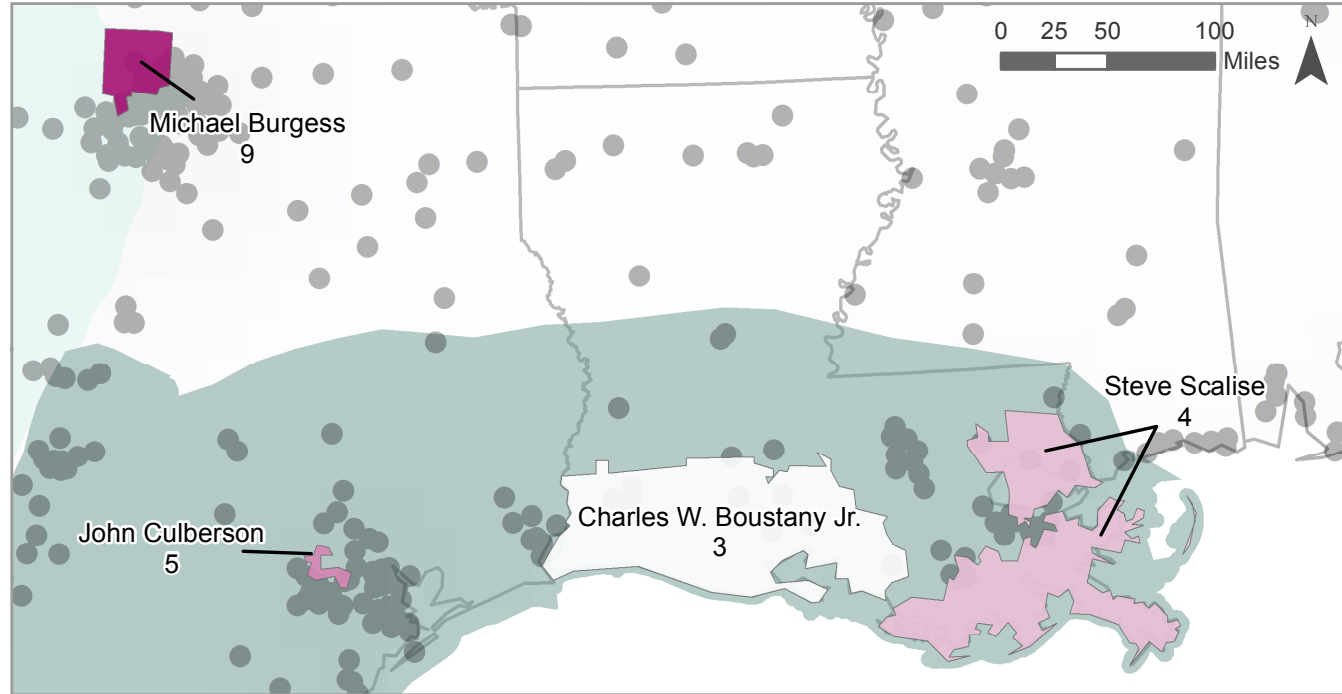 0 25 50 100
Miles
N
Michael Burgess
9
Steve Scalise
4
Charles W. Boustany Jr.
3
John Culberson
5